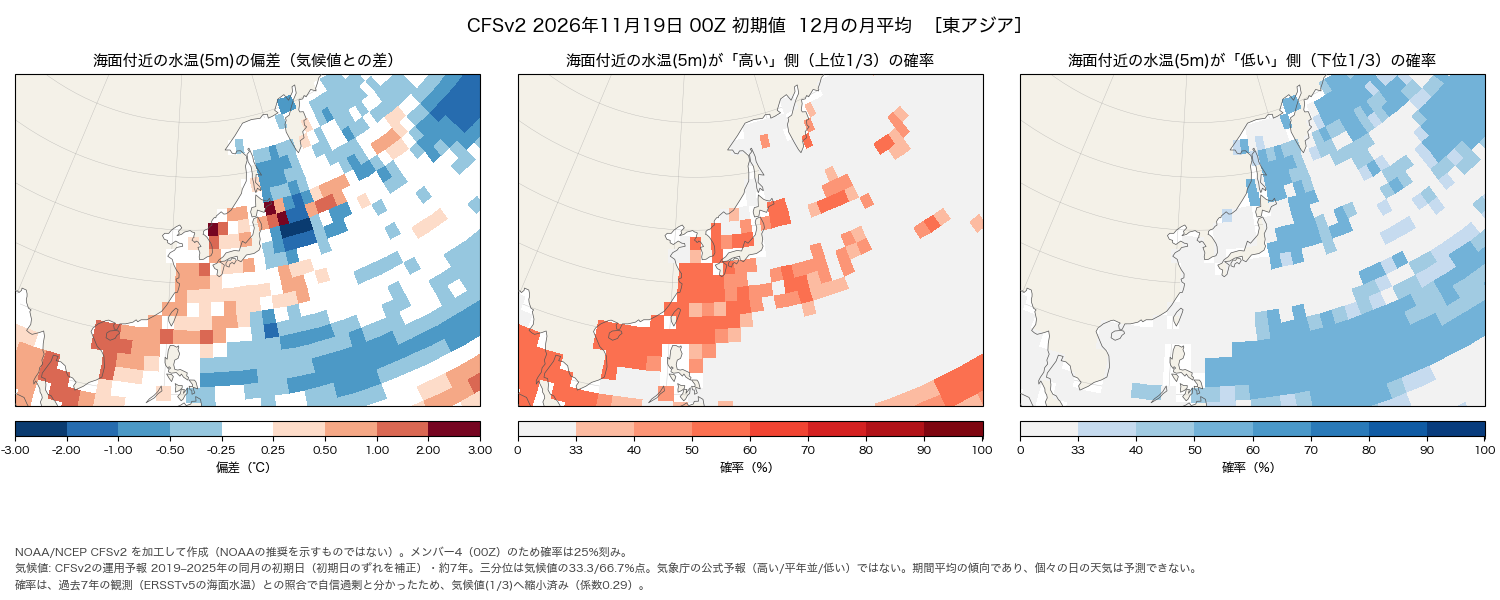 CFSv2 2026年11月19日 00Z 初期値 12月の月平均 ［東アジア］
海面付近の水温(5m)の偏差（気候値との差）
海面付近の水温(5m)が「高い」側（上位1/3）の確率
海面付近の水温(5m)が「低い」側（下位1/3）の確率
-3.00 -2.00 -1.00 -0.50 -0.25 0.25 0.50 1.00 2.00 3.00
偏差（℃）
0 33 40 50 60 70 80 90 100
確率（%）
0 33 40 50 60 70 80 90 100
確率（%）
NOAA/NCEP CFSv2 を加工して作成（NOAAの推奨を示すものではない）。メンバー4（00Z）のため確率は25%刻み。
気候値: CFSv2の運用予報 2019–2025年の同月の初期日（初期日のずれを補正）・約7年。三分位は気候値の33.3/66.7%点。気象庁の公式予報（高い/平年並/低い）ではない。期間平均の傾向であり、個々の日の天気は予測できない。
確率は、過去7年の観測（ERSSTv5の海面水温）との照合で自信過剰と分かったため、気候値(1/3)へ縮小済み（係数0.29）。